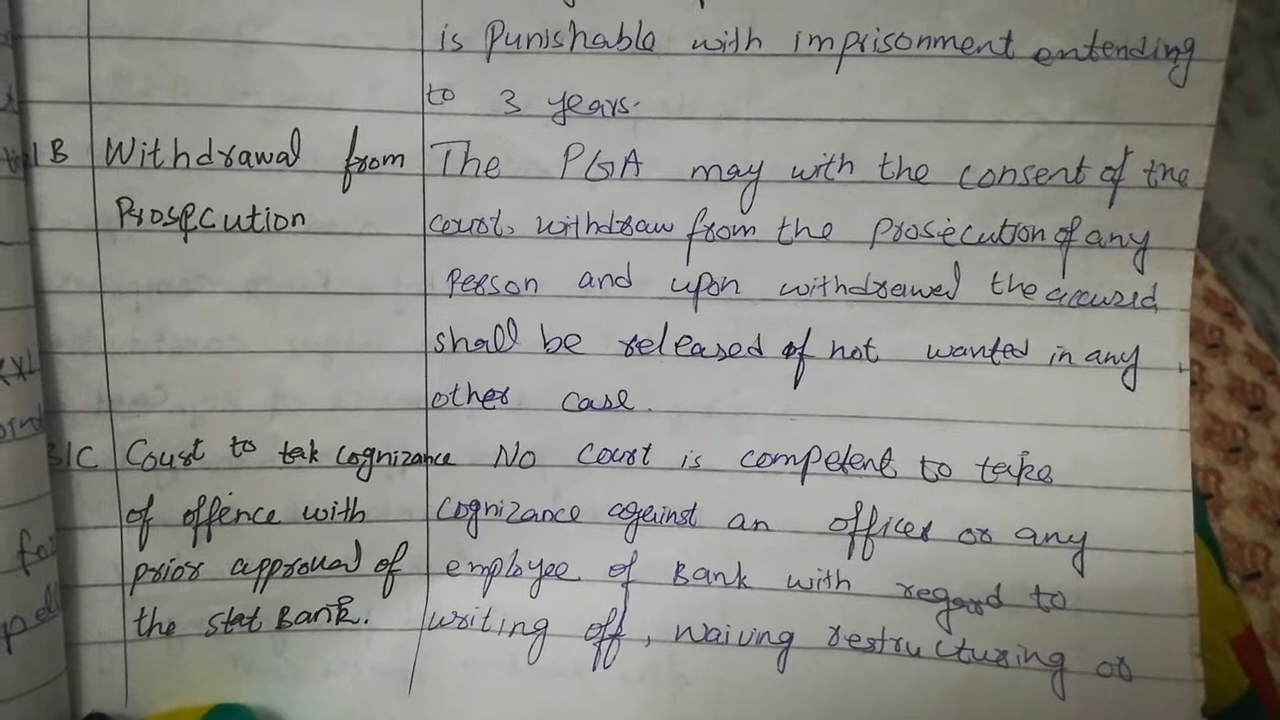 is Punishable with imprisonment entending
to 3 years.
B Withdrawal from
Prosecution
The PGA may with the consent of the
court, withdraw from the prosecution of any
person and upon withdrawed the accused
shall be released of not wanted in any
other case.
31C Court to tak cognizance
of offence with
prior approval of
the stat Bank.
No court is competent to take
cognizance against an officer or any
employee of Bank with regard to
writing off, waiving restructuring or